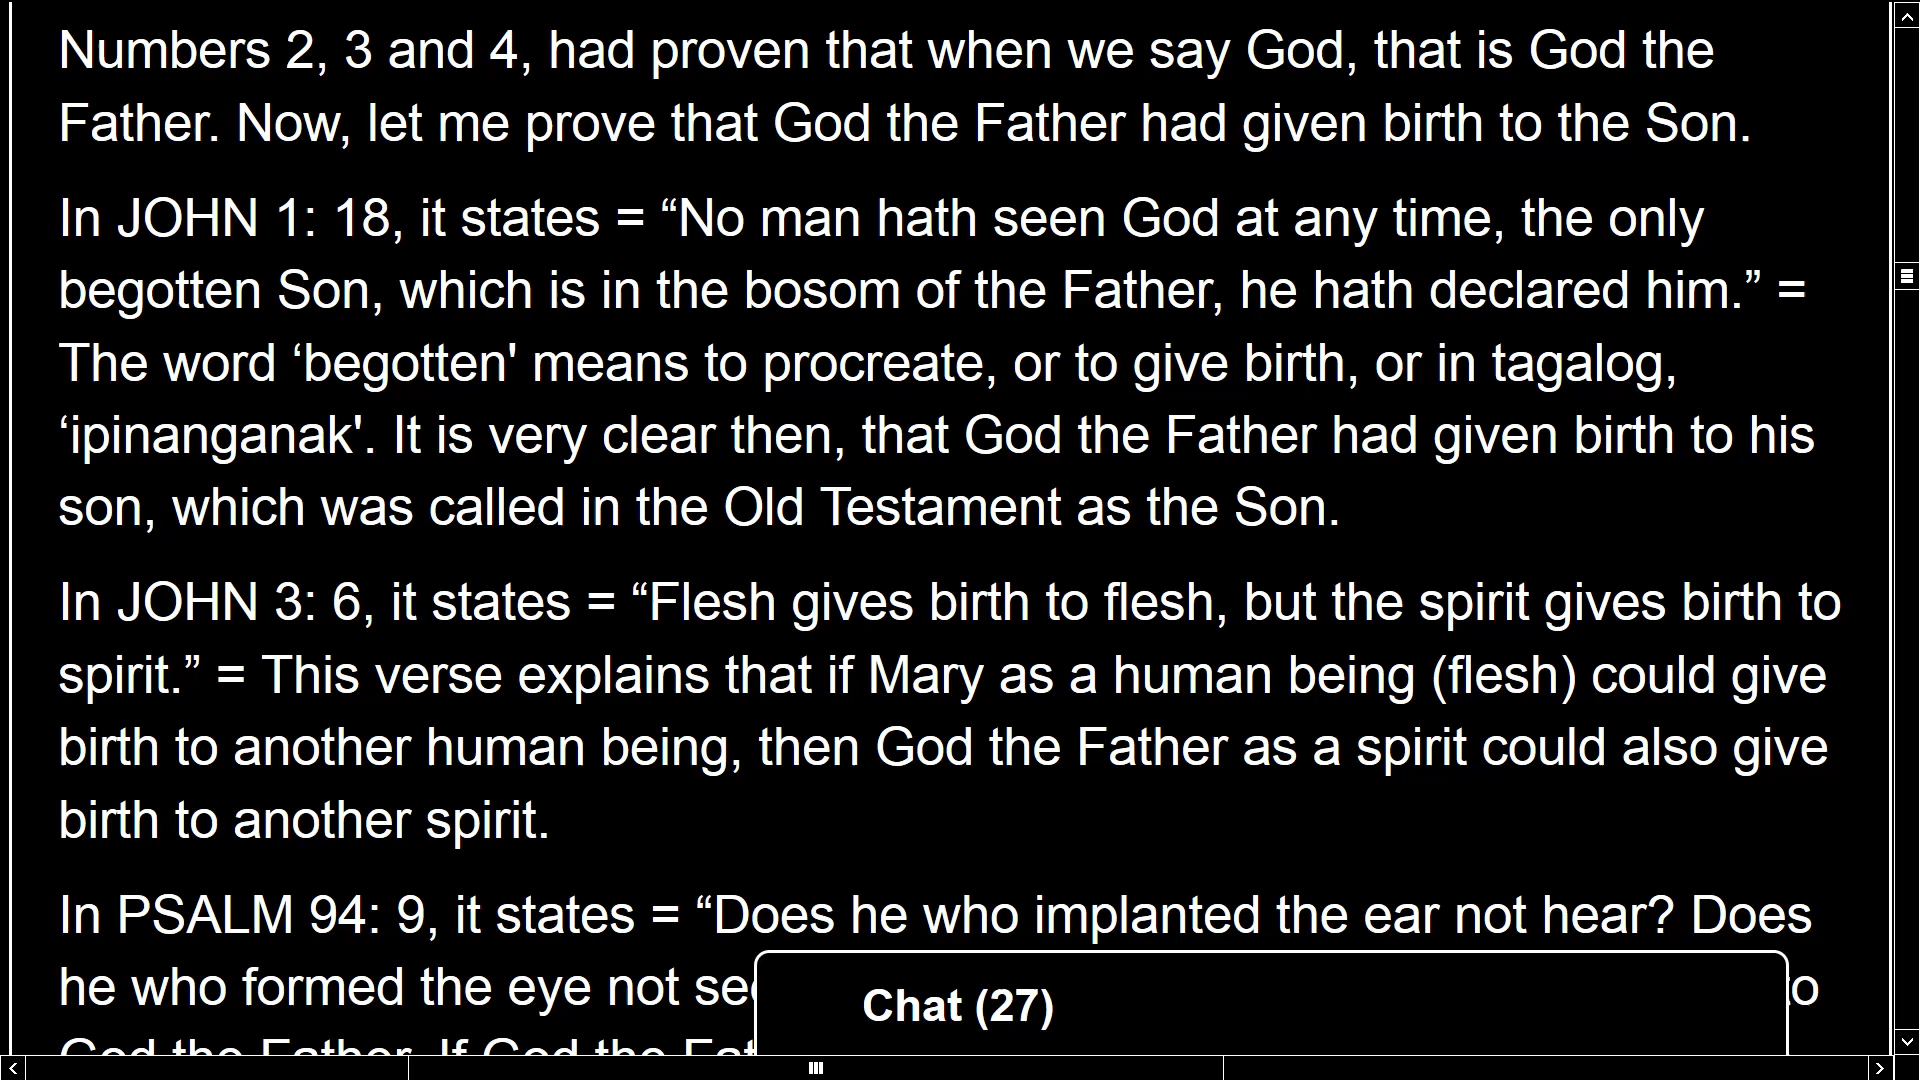 Numbers 2, 3 and 4, had proven that when we say God, that is God the
Father. Now, let me prove that God the Father had given birth to the Son.
In JOHN 1: 18, it states = “No man hath seen God at any time, the only
begotten Son, which is in the bosom of the Father, he hath declared him.” =
The word ‘begotten' means to procreate, or to give birth, or in tagalog,
‘ipinanganak'. It is very clear then, that God the Father had given birth to his
son, which was called in the Old Testament as the Son.
In JOHN 3: 6, it states = “Flesh gives birth to flesh, but the spirit gives birth to
spirit.” = This verse explains that if Mary as a human being (flesh) could give
birth to another human being, then God the Father as a spirit could also give
birth to another spirit.
In PSALM 94: 9, it states = “Does he who implanted the ear not hear? Does
he who formed the eye not
God the Father. If God the
Chat (27)